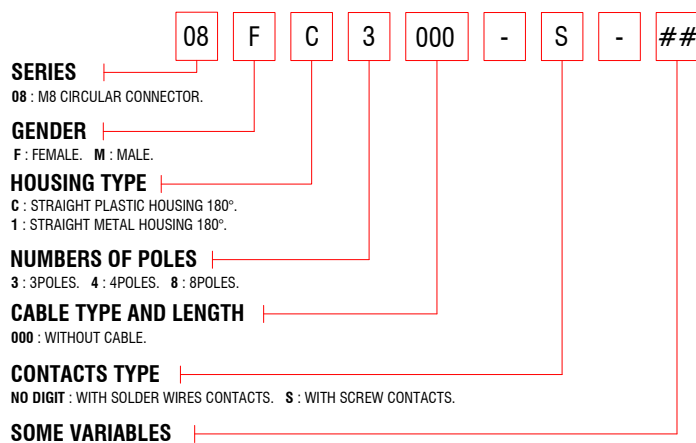 08 F C 3 000 - S - ##
SERIES
08 : M8 CIRCULAR CONNECTOR.
GENDER
F : FEMALE. M : MALE.
HOUSING TYPE
C : STRAIGHT PLASTIC HOUSING 180°.
1 : STRAIGHT METAL HOUSING 180°.
NUMBERS OF POLES
3 : 3POLES. 4 : 4POLES. 8 : 8POLES.
CABLE TYPE AND LENGTH
000 : WITHOUT CABLE.
CONTACTS TYPE
NO DIGIT : WITH SOLDER WIRES CONTACTS. S : WITH SCREW CONTACTS.
SOME VARIABLES